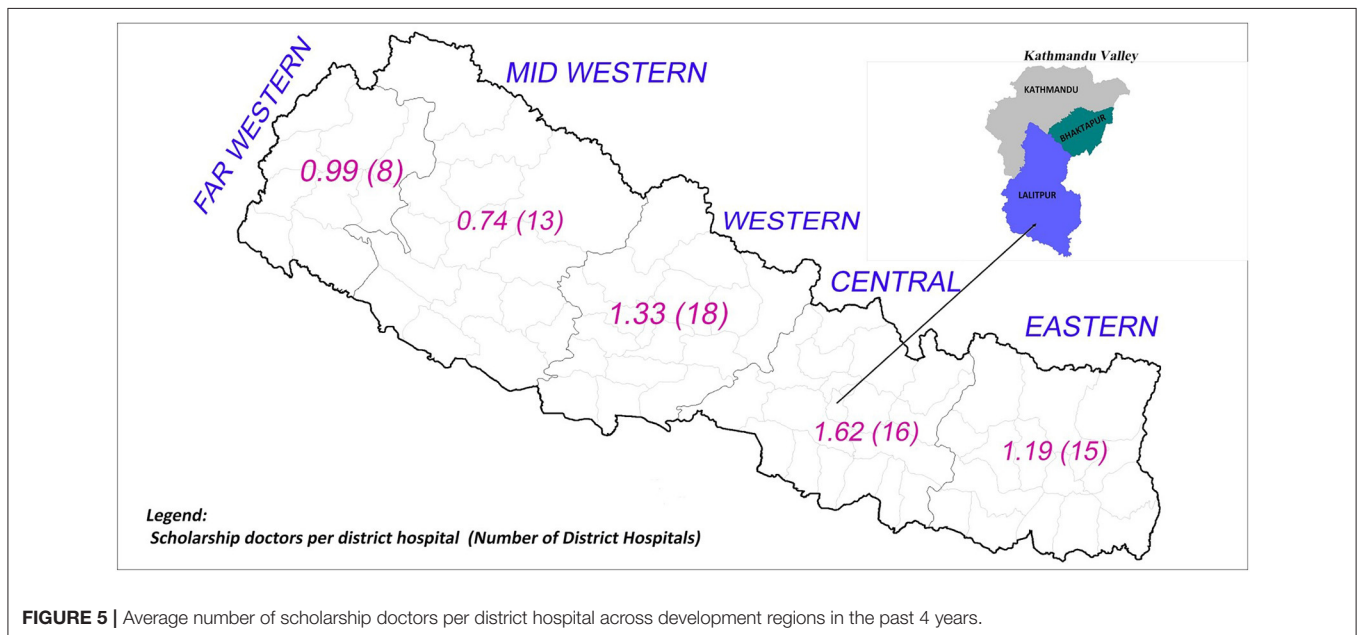 Kathmandu Valley
KATHMANDU
BHAKTAPUR
LALITPUR
FAR WESTERN
MID WESTERN
WESTERN
CENTRAL
EASTERN
0.99 (8)
0.74 (13)
1.33 (18)
1.62 (16)
1.19 (15)
Legend:
Scholarship doctors per district hospital (Number of District Hospitals)
FIGURE 5 | Average number of scholarship doctors per district hospital across development regions in the past 4 years.